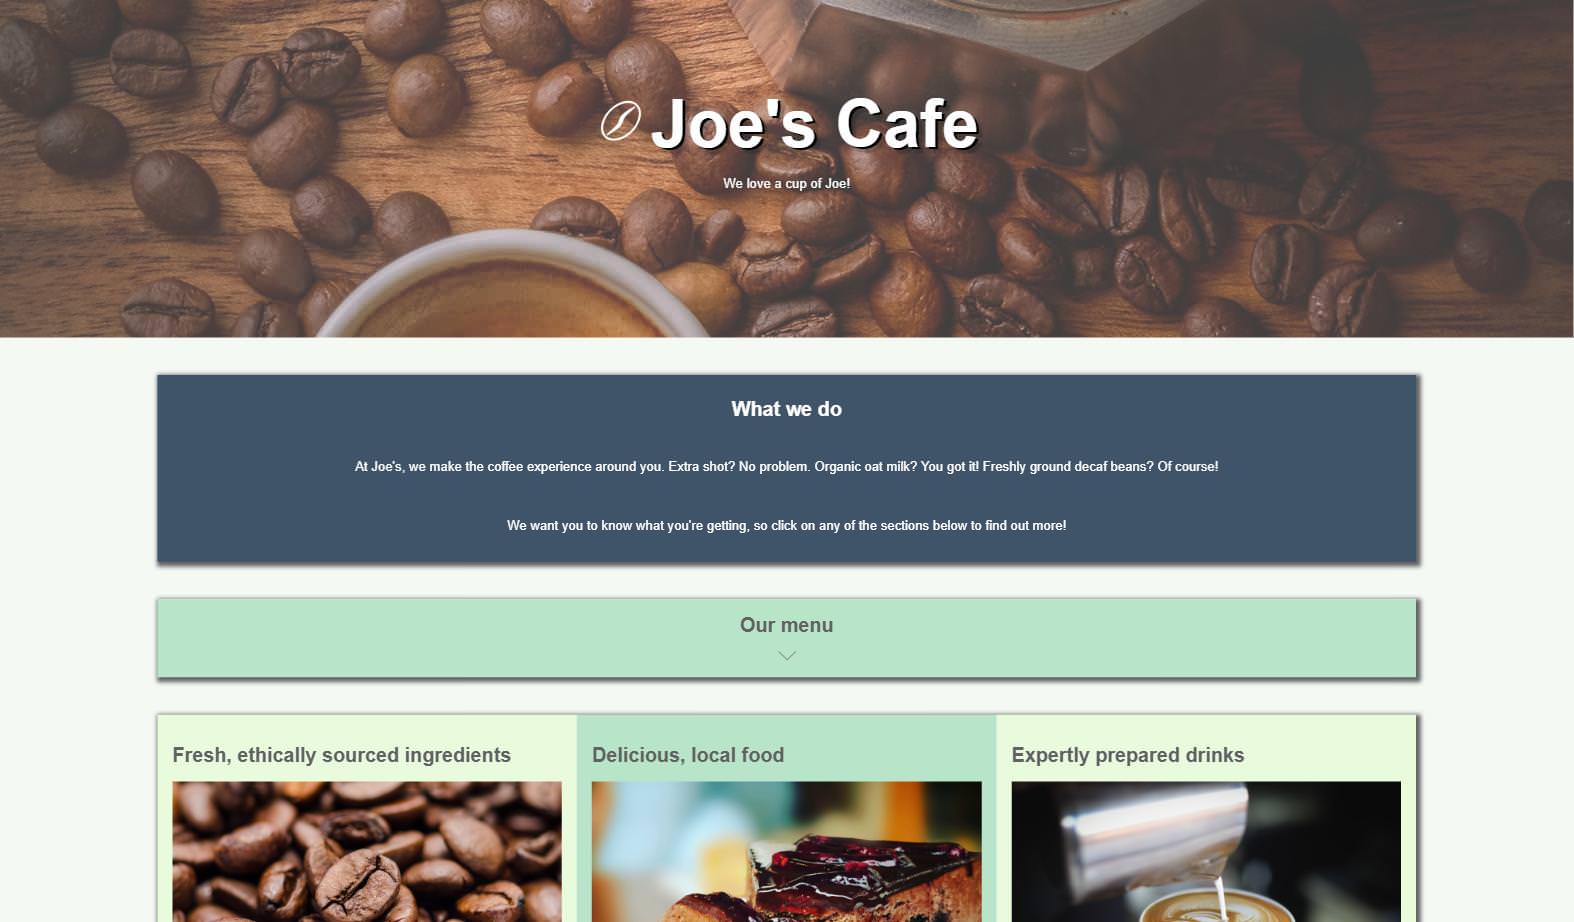 Joe's Cafe
We love a cup of Joe!
What we do
At Joe's, we make the coffee experience around you. Extra shot? No problem. Organic oat milk? You got it! Freshly ground decaf beans? Of course!
We want you to know what you're getting, so click on any of the sections below to find out more!
Our menu
Fresh, ethically sourced ingredients
Delicious, local food
Expertly prepared drinks